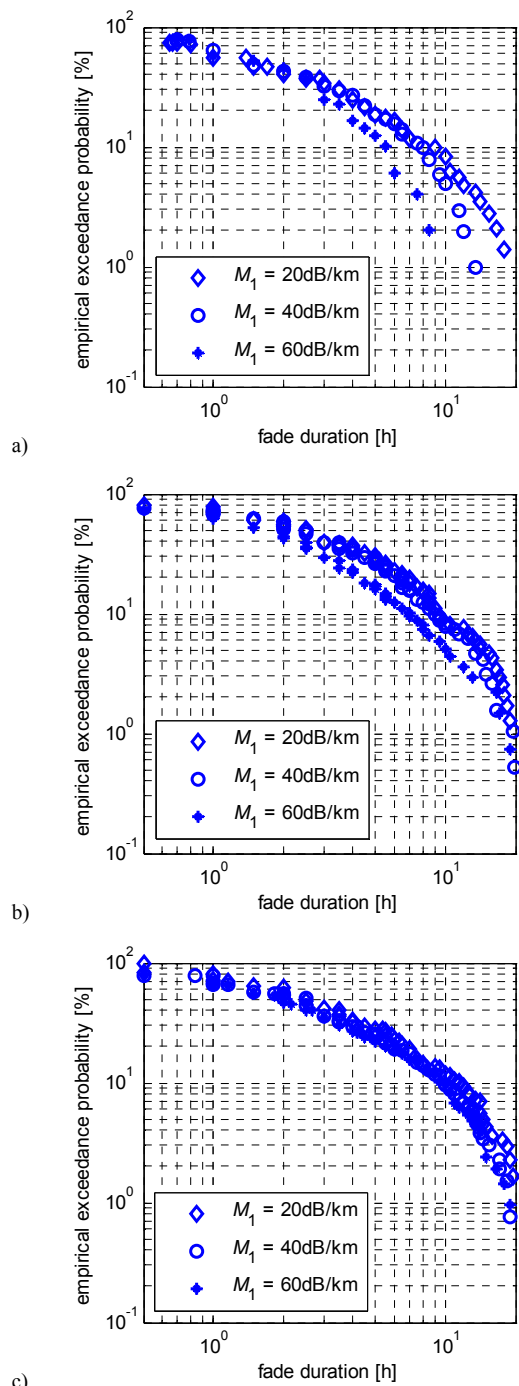 10^2
10^1
10^0
10^-1
empirical exceedance probability [%]
M_1 = 20dB/km
M_1 = 40dB/km
M_1 = 60dB/km
10^0
10^1
fade duration [h]
a)
10^2
10^1
10^0
10^-1
empirical exceedance probability [%]
M_1 = 20dB/km
M_1 = 40dB/km
M_1 = 60dB/km
10^0
10^1
fade duration [h]
b)
10^2
10^1
10^0
10^-1
empirical exceedance probability [%]
M_1 = 20dB/km
M_1 = 40dB/km
M_1 = 60dB/km
10^0
10^1
fade duration [h]
c)